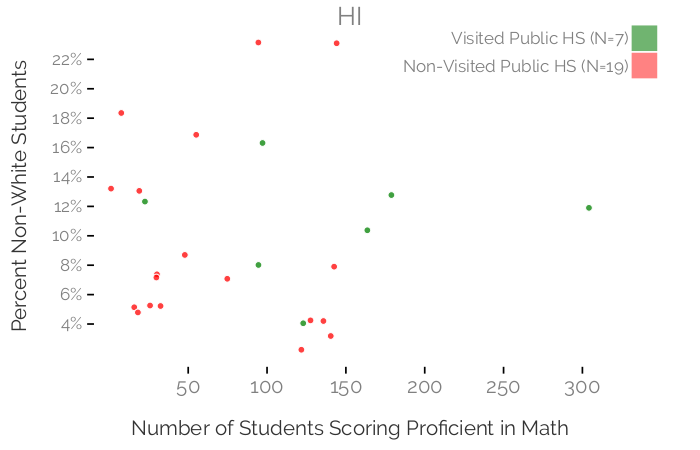 HI
Visited Public HS (N=7)
Non-Visited Public HS (N=19)
Percent Non-White Students
22%
20%
18%
16%
14%
12%
10%
8%
6%
4%
50 100 150 200 250 300
Number of Students Scoring Proficient in Math